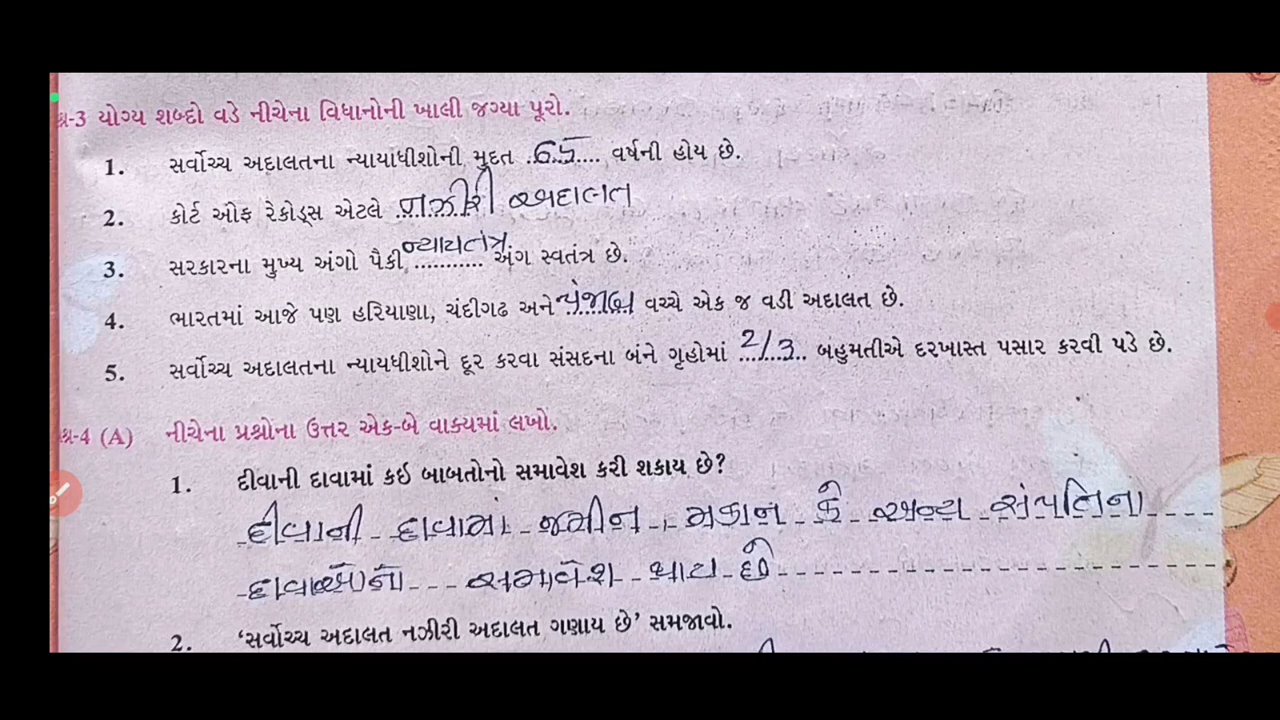 પ્ર-3 યોગ્ય શબ્દો વડે નીચેના વિધાનોની ખાલી જગ્યા પૂરો.
1. સર્વોચ્ચ અદાલતના ન્યાયાધીશોની મુદત 65 વર્ષની હોય છે.
2. કોર્ટ ઓફ રેકોર્ડ્સ એટલે નઝીરી અદાલત
3. સરકારના મુખ્ય અંગો પૈકી ન્યાયતંત્ર અંગ સ્વતંત્ર છે.
4. ભારતમાં આજે પણ હરિયાણા, ચંદીગઢ અને પંજાબ વચ્ચે એક જ વડી અદાલત છે.
5. સર્વોચ્ચ અદાલતના ન્યાયધીશોને દૂર કરવા સંસદના બંને ગૃહોમાં 2/3 બહુમતીએ દરખાસ્ત પસાર કરવી પડે છે.
પ્ર-4 (A) નીચેના પ્રશ્નોના ઉત્તર એક-બે વાક્યમાં લખો.
1. દીવાની દાવામાં કઇ બાબતોનો સમાવેશ કરી શકાય છે?
દીવાની દાવામાં જમીન, મકાન કે અન્ય સંપતિના
દાવાઓનો સમાવેશ થાય છે
2. 'સર્વોચ્ચ અદાલત નઝીરી અદાલત ગણાય છે' સમજાવો.